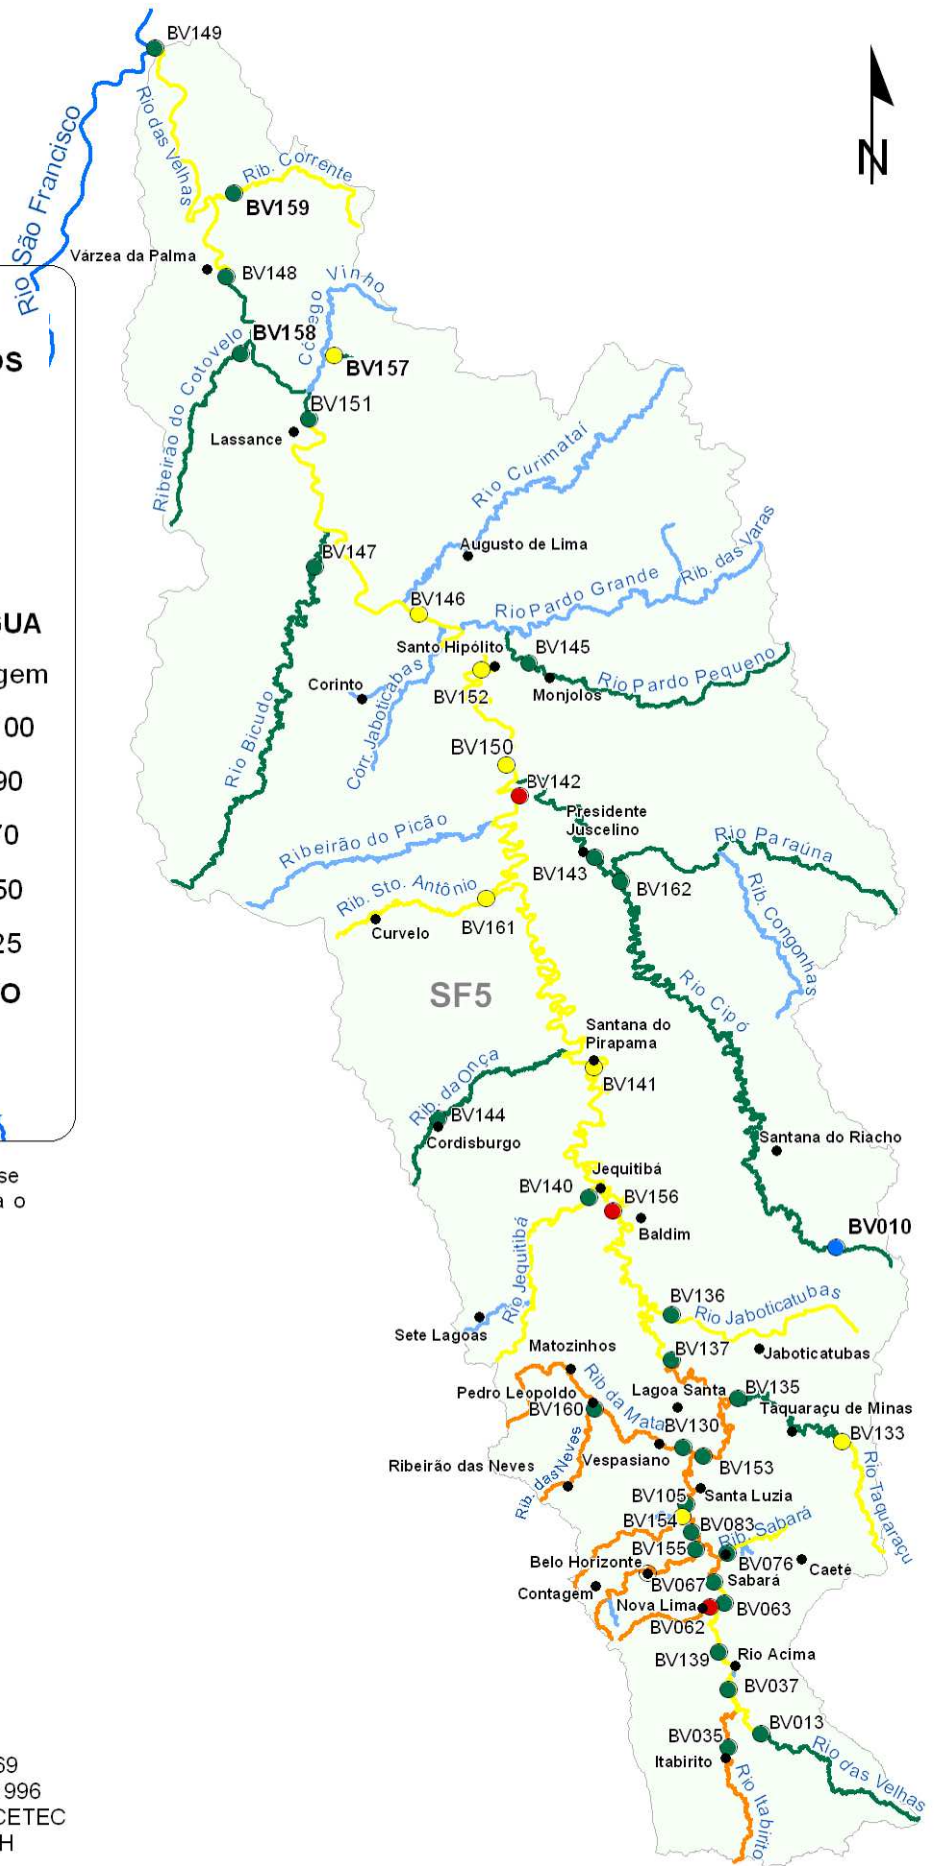 BV149
Rio São Francisco
Rio das Velhas
Rib. Corrente
BV159
N
Várzea da Palma
BV148
Vinho
Córrego
BV158
BV157
Ribeirão do Cotovelo
BV151
Lassance
Rio Curimataí
BV147
Augusto de Lima
Rib. das Varas
Rio Pardo Grande
BV146
Santo Hipólito
BV145
Corinto
BV152
Monjolos
Rio Pardo Pequeno
Córr. Jaboticabas
Rio Bicudo
BV150
BV142
Presidente
Juscelino
Ribeirão do Picão
Rio Paraúna
BV143
BV162
Rib. Sto. Antônio
BV161
Curvelo
Rib. Congonhas
SF5
Rio Cipó
Santana do
Pirapama
BV141
Rib. da Onça
BV144
Cordisburgo
Santana do Riacho
Jequitibá
BV140
BV156
Baldim
BV010
Rio Jequitibá
BV136
Rio Jaboticatubas
Sete Lagoas
Matozinhos
BV137
Jaboticatubas
Pedro Leopoldo
Rib da Mata
Lagoa Santa
BV135
BV160
Taquaraçu de Minas
BV130
BV133
Ribeirão das Neves
Rib. das Neves
Vespasiano
BV153
Rio Taquaraçu
BV105
Santa Luzia
BV154
BV083
Rib. Sabará
BV155
Belo Horizonte
BV076
Caeté
BV067
Sabará
Contagem
Nova Lima
BV063
BV062
BV139
Rio Acima
BV037
BV013
BV035
Itabirito
Rio Itabirito
Rio das Velhas
OS
GUA
gem
00
90
70
50
25
O
se
a o
69
1996
CETEC
H